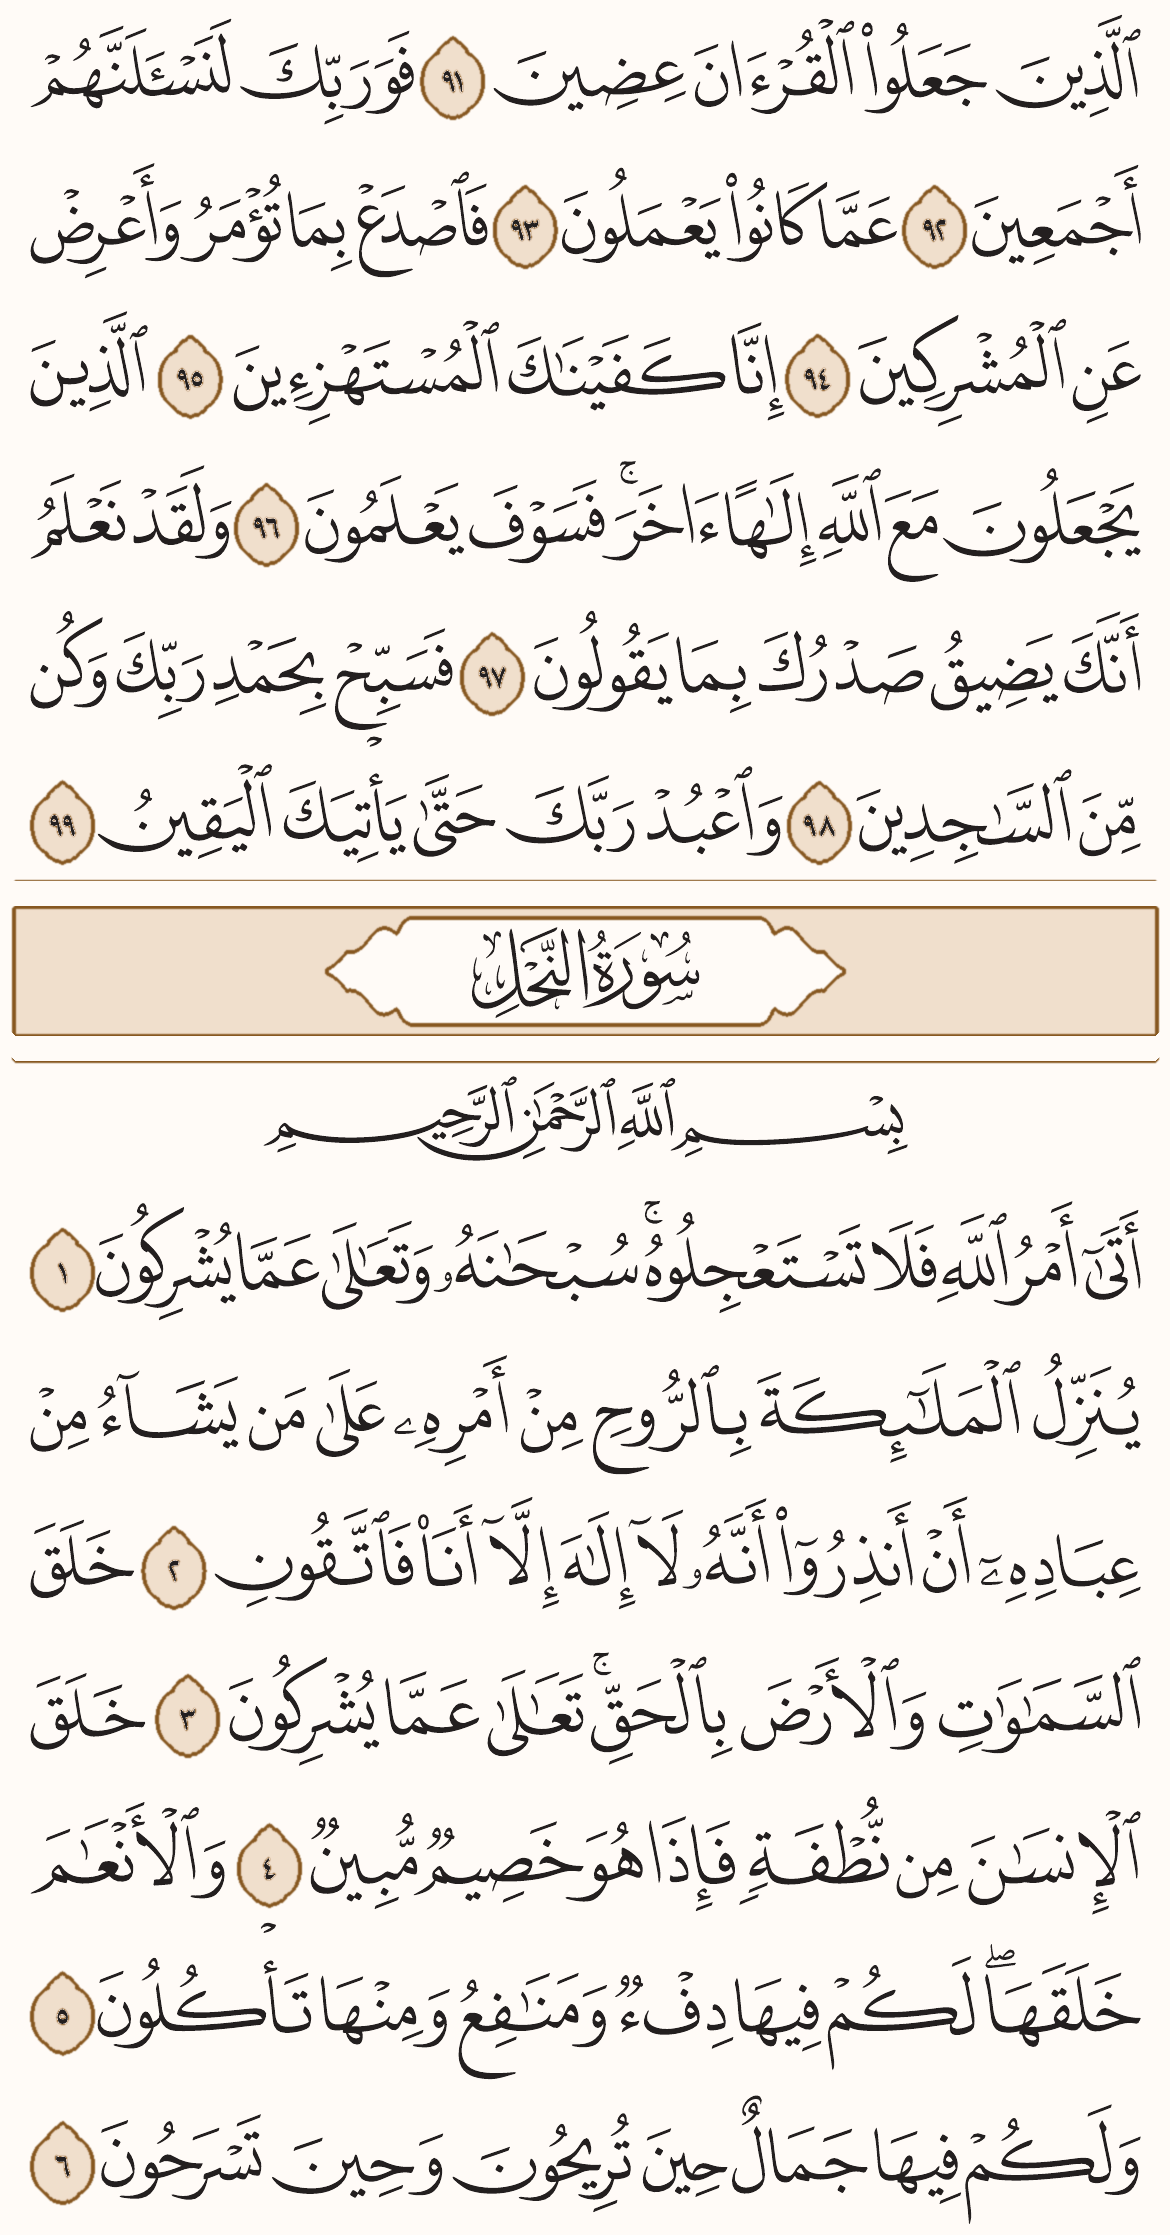 ٱلَّذِينَ جَعَلُوا۟ ٱلْقُرْءَانَ عِضِينَ ٩١ فَوَرَبِّكَ لَنَسْـَٔلَنَّهُمْ
أَجْمَعِينَ ٩٢ عَمَّا كَانُوا۟ يَعْمَلُونَ ٩٣ فَٱصْدَعْ بِمَا تُؤْمَرُ وَأَعْرِضْ
عَنِ ٱلْمُشْرِكِينَ ٩٤ إِنَّا كَفَيْنَـٰكَ ٱلْمُسْتَهْزِءِينَ ٩٥ ٱلَّذِينَ
يَجْعَلُونَ مَعَ ٱللَّهِ إِلَـٰهًا ءَاخَرَ ۚ فَسَوْفَ يَعْلَمُونَ ٩٦ وَلَقَدْ نَعْلَمُ
أَنَّكَ يَضِيقُ صَدْرُكَ بِمَا يَقُولُونَ ٩٧ فَسَبِّحْ بِحَمْدِ رَبِّكَ وَكُن
مِّنَ ٱلسَّـٰجِدِينَ ٩٨ وَٱعْبُدْ رَبَّكَ حَتَّىٰ يَأْتِيَكَ ٱلْيَقِينُ ٩٩
سُورَةُ النَّحْلِ
بِسْمِ ٱللَّهِ ٱلرَّحْمَـٰنِ ٱلرَّحِيمِ
أَتَىٰٓ أَمْرُ ٱللَّهِ فَلَا تَسْتَعْجِلُوهُ ۚ سُبْحَـٰنَهُۥ وَتَعَـٰلَىٰ عَمَّا يُشْرِكُونَ ١
يُنَزِّلُ ٱلْمَلَـٰٓئِكَةَ بِٱلرُّوحِ مِنْ أَمْرِهِۦ عَلَىٰ مَن يَشَآءُ مِنْ
عِبَادِهِۦٓ أَنْ أَنذِرُوٓا۟ أَنَّهُۥ لَآ إِلَـٰهَ إِلَّآ أَنَا۠ فَٱتَّقُونِ ٢ خَلَقَ
ٱلسَّمَـٰوَٰتِ وَٱلْأَرْضَ بِٱلْحَقِّ ۚ تَعَـٰلَىٰ عَمَّا يُشْرِكُونَ ٣ خَلَقَ
ٱلْإِنسَـٰنَ مِن نُّطْفَةٍ فَإِذَا هُوَ خَصِيمٌ مُّبِينٌ ٤ وَٱلْأَنْعَـٰمَ
خَلَقَهَا ۗ لَكُمْ فِيهَا دِفْءٌ وَمَنَـٰفِعُ وَمِنْهَا تَأْكُلُونَ ٥
وَلَكُمْ فِيهَا جَمَالٌ حِينَ تُرِيحُونَ وَحِينَ تَسْرَحُونَ ٦